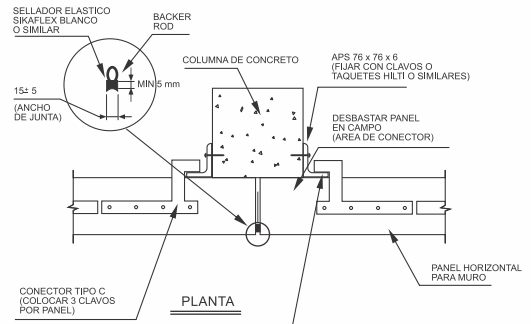 SELLADOR ELASTICO
SIKAFLEX BLANCO
O SIMILAR
BACKER
ROD
MIN 5 mm
15± 5
(ANCHO
DE JUNTA)
COLUMNA DE CONCRETO
APS 76 x 76 x 6
(FIJAR CON CLAVOS O
TAQUETES HILTI O SIMILARES)
DESBASTAR PANEL
EN CAMPO
(AREA DE CONECTOR)
CONECTOR TIPO C
(COLOCAR 3 CLAVOS
POR PANEL)
PLANTA
PANEL HORIZONTAL
PARA MURO